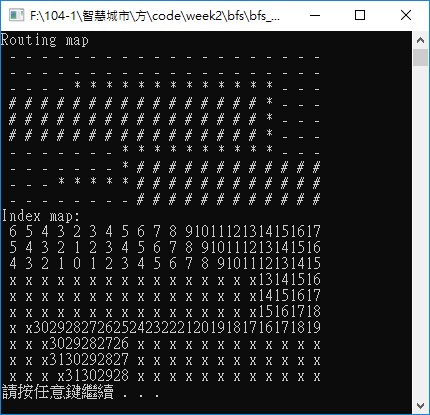 F:\104-1\智慧城市\方\code\week2\bfs\bfs_...
Routing map
- - - - - - - - - - - - - - - - - - - -
- - - - - - - - - - - - - - - - - - - -
- - - - * * * * * * * * * * * * * - - -
# # # # # # # # # # # # # # # # * - - -
# # # # # # # # # # # # # # # # * - - -
# # # # # # # # # # # # # # # # * - - -
- - - - - - - * * * * * * * * * * - - -
- - - - - - - * # # # # # # # # # # # #
- - - * * * * * # # # # # # # # # # # #
- - - - - - - - # # # # # # # # # # # #
Index map:
6 5 4 3 2 3 4 5 6 7 8 91011121314151617
5 4 3 2 1 2 3 4 5 6 7 8 910111213141516
4 3 2 1 0 1 2 3 4 5 6 7 8 9101112131415
x x x x x x x x x x x x x x x x13141516
x x x x x x x x x x x x x x x x14151617
x x x x x x x x x x x x x x x x15161718
x x302928272625242322212019181716171819
x x x3029282726 x x x x x x x x x x x x
x x x3130292827 x x x x x x x x x x x x
x x x x31302928 x x x x x x x x x x x x
請按任意鍵繼續 . . .